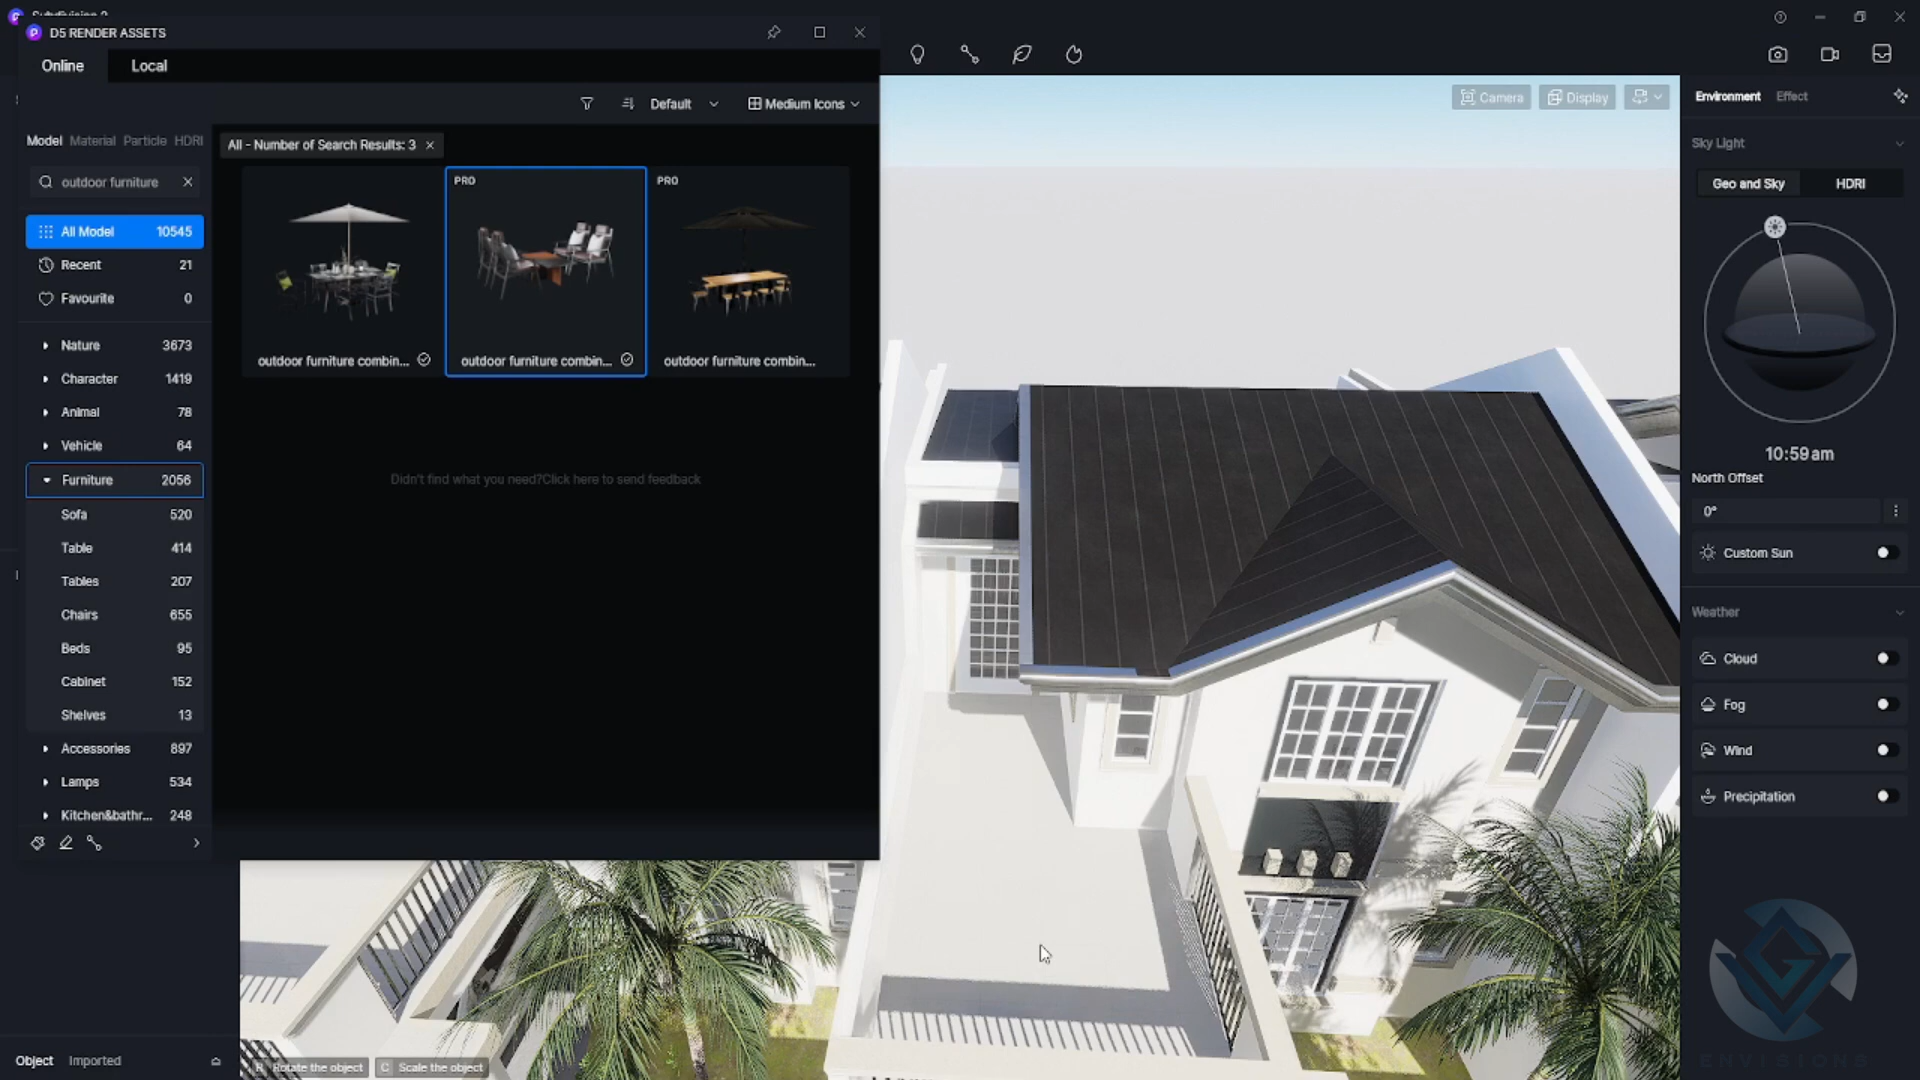 D5 RENDER ASSETS
Online
Local
Default
Medium Icons
Camera
Display
Environment
Effect
Model
Material
Particle
HDRI
All - Number of Search Results: 3
Sky Light
outdoor furniture
PRO
PRO
Geo and Sky
HDRI
All Model 10545
Recent 21
Favourite 0
Nature 3673
outdoor furniture combin...
outdoor furniture combin...
outdoor furniture combin...
Character 1419
Animal 78
Vehicle 64
10:59am
Furniture 2056
Didn't find what you need?Click here to send feedback
North Offset
Sofa 520
0°
Table 414
Custom Sun
Tables 207
Chairs 655
Weather
Beds 95
Cloud
Cabinet 152
Fog
Shelves 13
Accessories 897
Wind
Lamps 534
Precipitation
Kitchen&bathr... 248
Object
Imported
R Rotate the object
C Scale the object
ENVISIONS